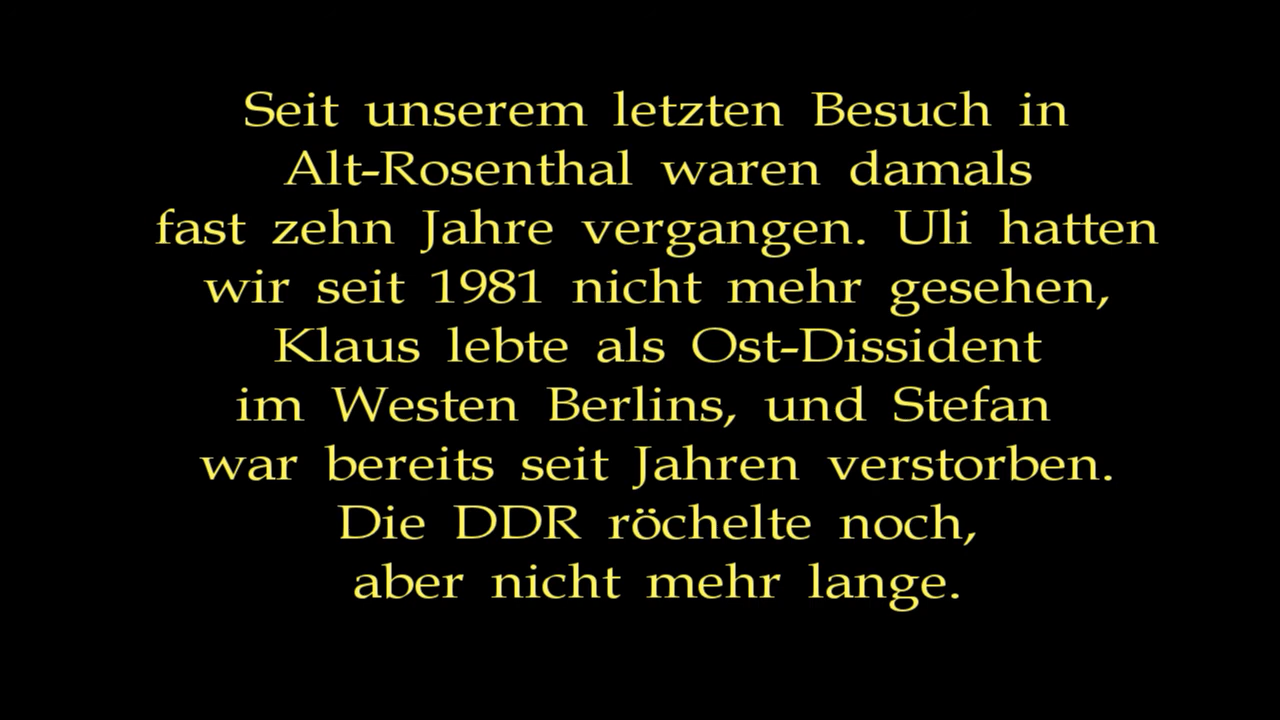 Seit unserem letzten Besuch in
Alt-Rosenthal waren damals
fast zehn Jahre vergangen. Uli hatten
wir seit 1981 nicht mehr gesehen,
Klaus lebte als Ost-Dissident
im Westen Berlins, und Stefan
war bereits seit Jahren verstorben.
Die DDR röchelte noch,
aber nicht mehr lange.